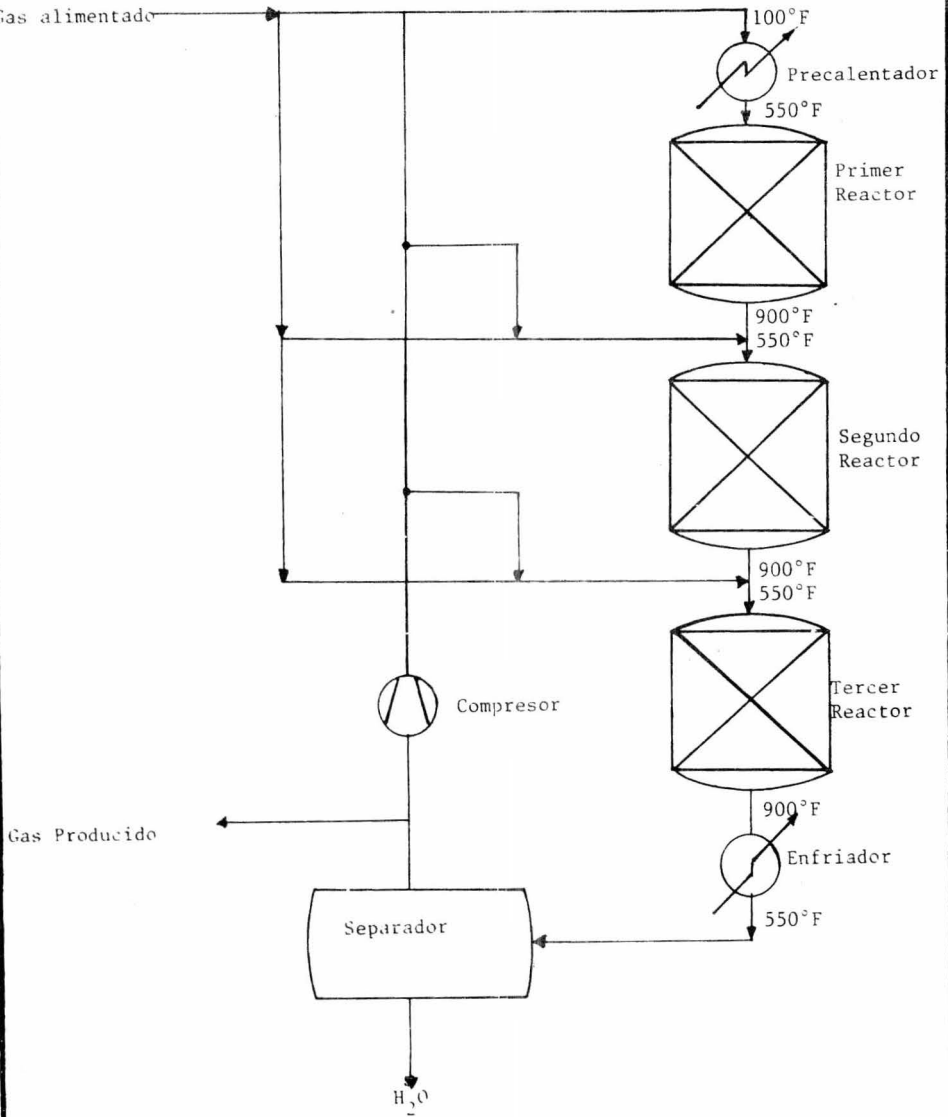 Gas alimentado
100°F
Precalentador
550°F
Primer
Reactor
900°F
550°F
Segundo
Reactor
900°F
550°F
Tercer
Reactor
Compresor
900°F
Gas Producido
Enfriador
550°F
Separador
H2O